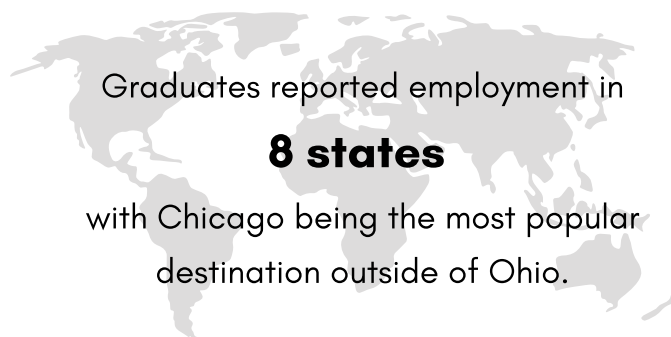 Graduates reported employment in
8 states
with Chicago being the most popular
destination outside of Ohio.